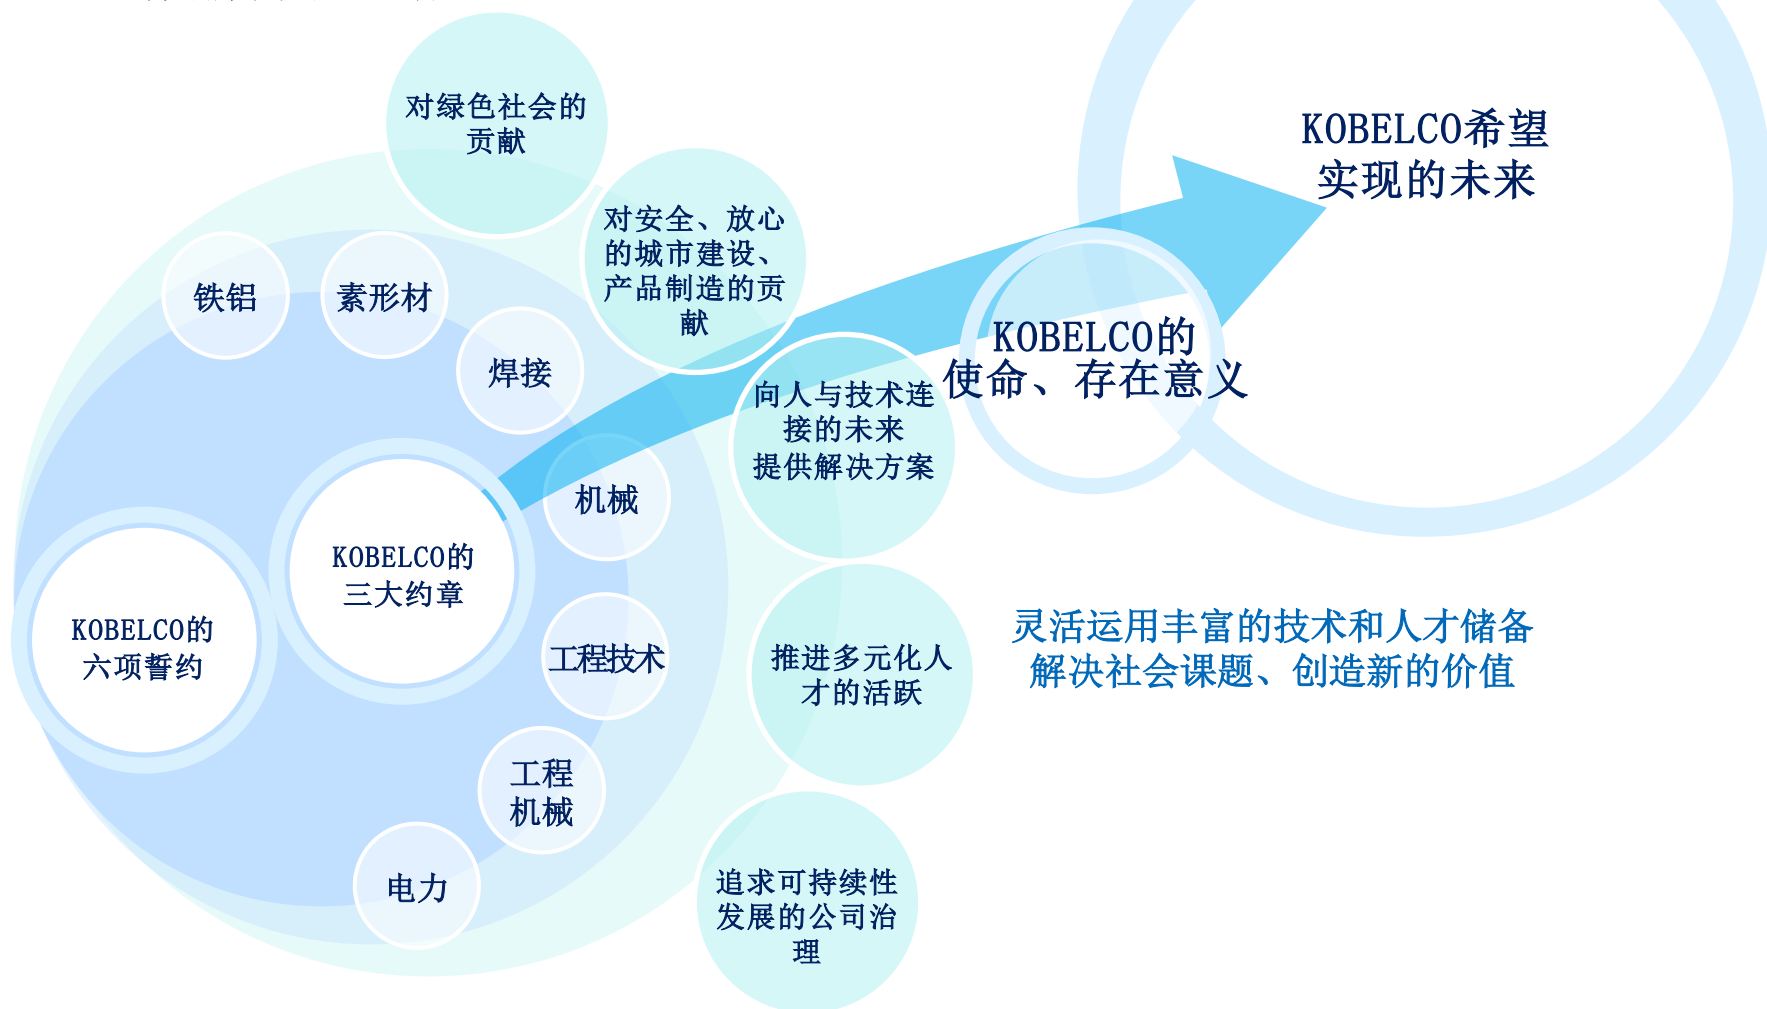 对绿色社会的
贡献
对安全、放心
的城市建设、
产品制造的贡
献
向人与技术连
接的未来
提供解决方案
推进多元化人
才的活跃
追求可持续性
发展的公司治
理
铁铝
素形材
焊接
机械
工程技术
工程
机械
电力
KOBELCO的
三大约章
KOBELCO的
六项誓约
KOBELCO希望
实现的未来
KOBELCO的
使命、存在意义
灵活运用丰富的技术和人才储备
解决社会课题、创造新的价值